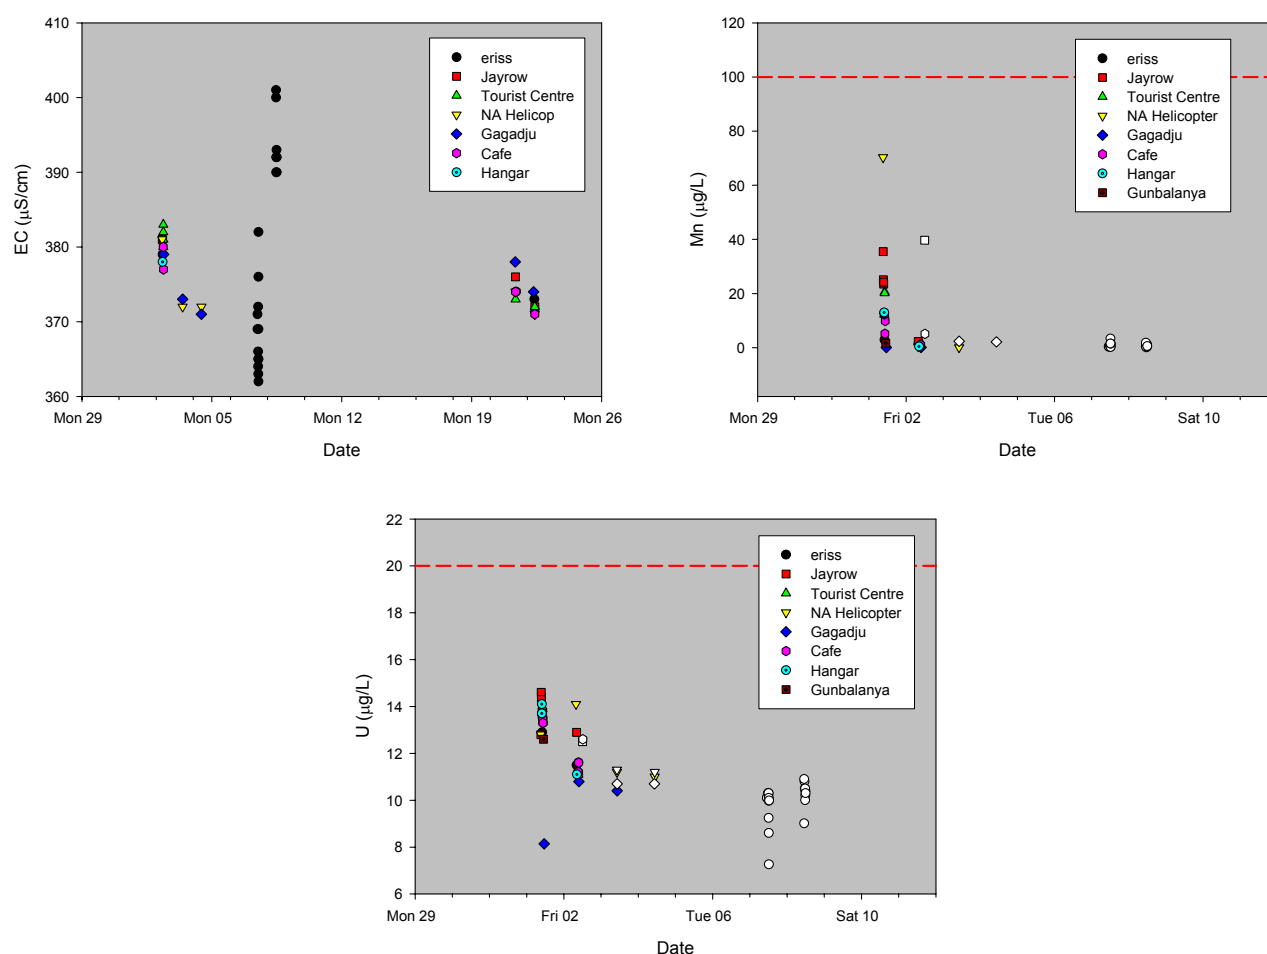 410
400
390
380
370
360
EC (µS/cm)
eriss
Jayrow
Tourist Centre
NA Helicop
Gagadju
Cafe
Hangar
Mon 29 Mon 05 Mon 12 Mon 19 Mon 26
Date
120
100
80
60
40
20
0
Mn (µg/L)
eriss
Jayrow
Tourist Centre
NA Helicopter
Gagadju
Cafe
Hangar
Gunbalanya
Mon 29 Fri 02 Tue 06 Sat 10
Date
22
20
18
16
14
12
10
8
6
U (µg/L)
eriss
Jayrow
Tourist Centre
NA Helicopter
Gagadju
Cafe
Hangar
Gunbalanya
Mon 29 Fri 02 Tue 06 Sat 10
Date